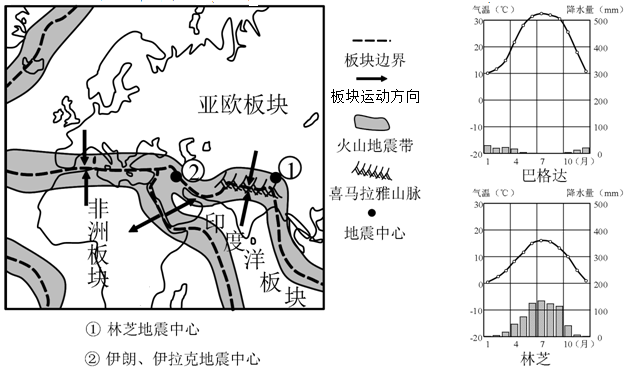 亚欧板块
非洲板块
印度洋板块
①
②
① 林芝地震中心
② 伊朗、伊拉克地震中心
板块边界
板块运动方向
火山地震带
喜马拉雅山脉
地震中心
气温（℃） 降水量（mm）
30 500
20 400
10 300
0 200
-10 100
-20 0
1 4 7 10（月）
巴格达
气温（℃） 降水量（mm）
30 500
20 400
10 300
0 200
-10 100
-20 0
1 4 7 10（月）
林芝